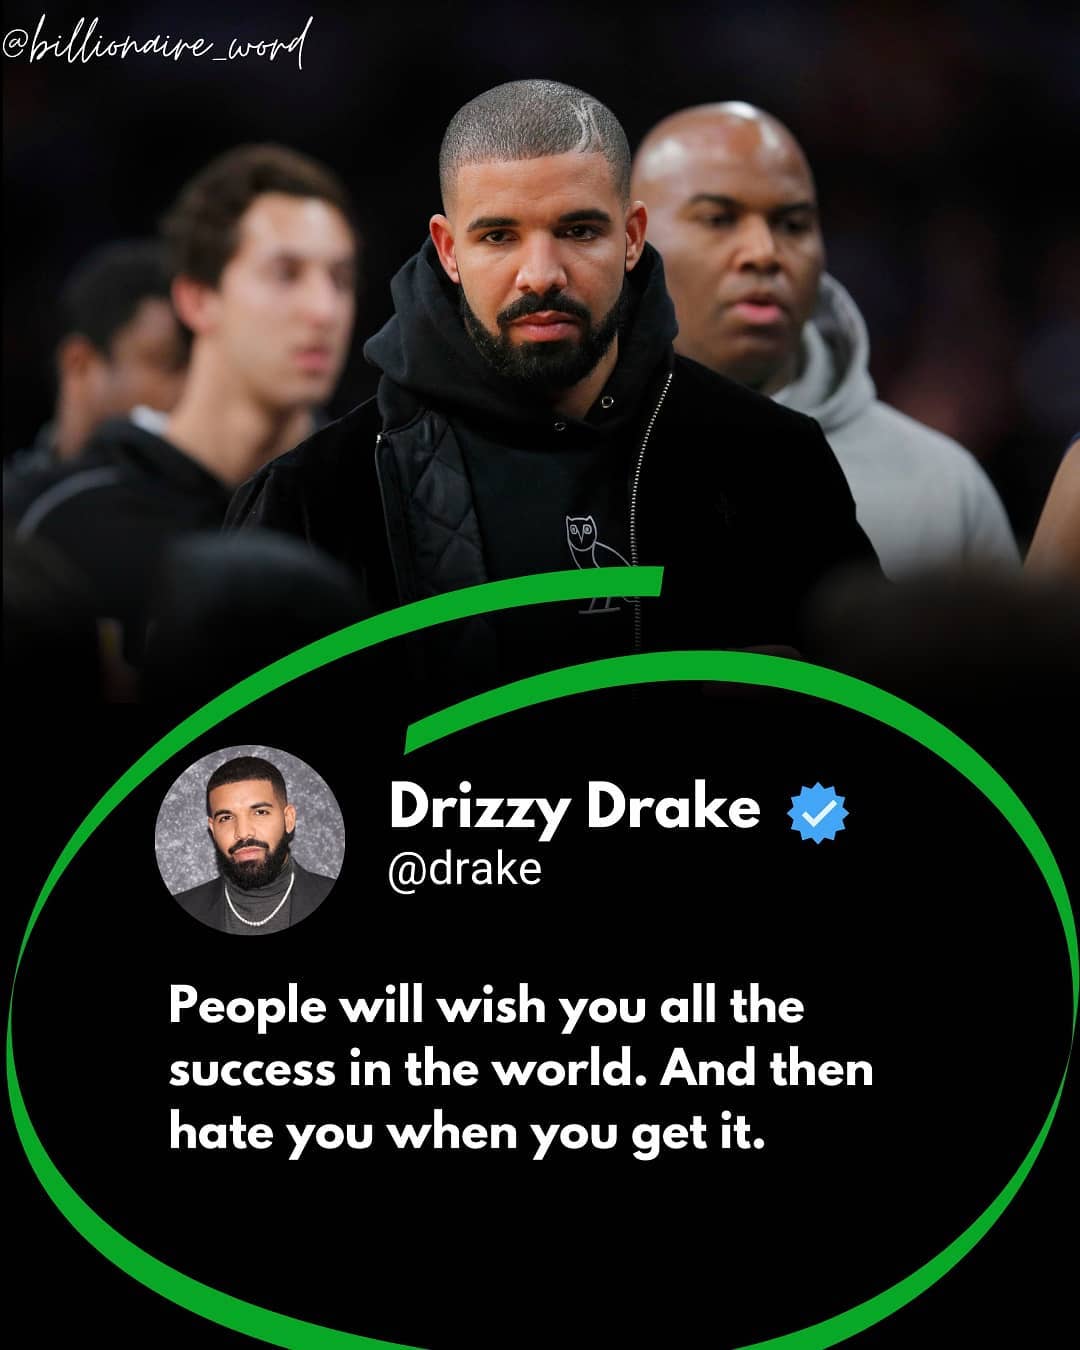 @billionaire_word
Drizzy Drake
@drake
People will wish you all the
success in the world. And then
hate you when you get it.